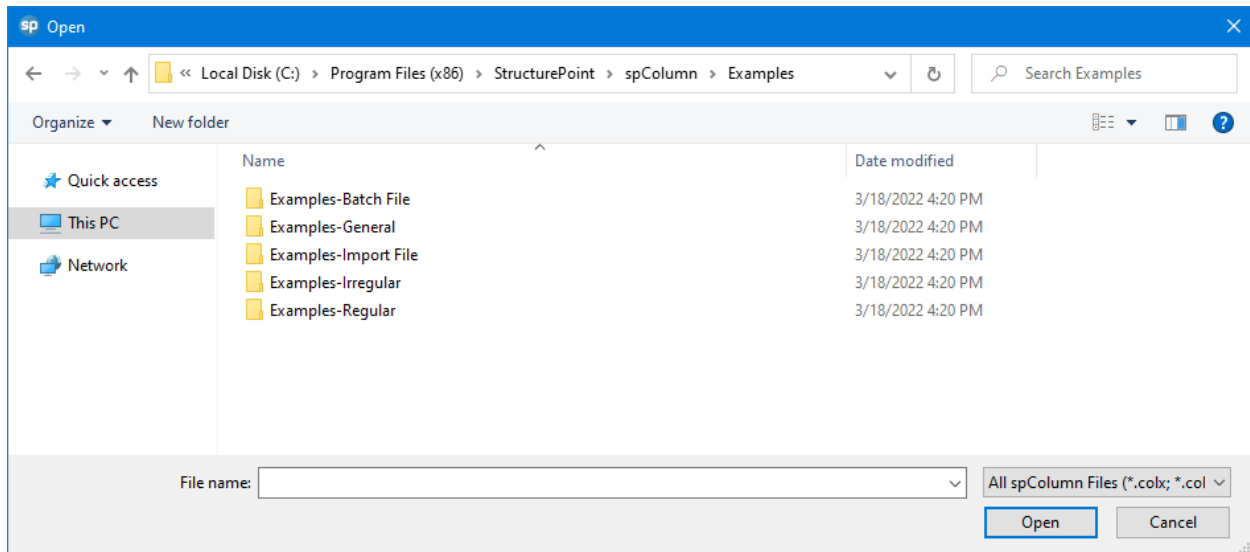 sp Open
« Local Disk (C:) › Program Files (x86) › StructurePoint › spColumn › Examples Search Examples
Organize New folder ?
Name Date modified
Quick access
Examples-Batch File 3/18/2022 4:20 PM
This PC
Examples-General 3/18/2022 4:20 PM
Examples-Import File 3/18/2022 4:20 PM
Network
Examples-Irregular 3/18/2022 4:20 PM
Examples-Regular 3/18/2022 4:20 PM
File name: All spColumn Files (*.colx; *.col
Open Cancel